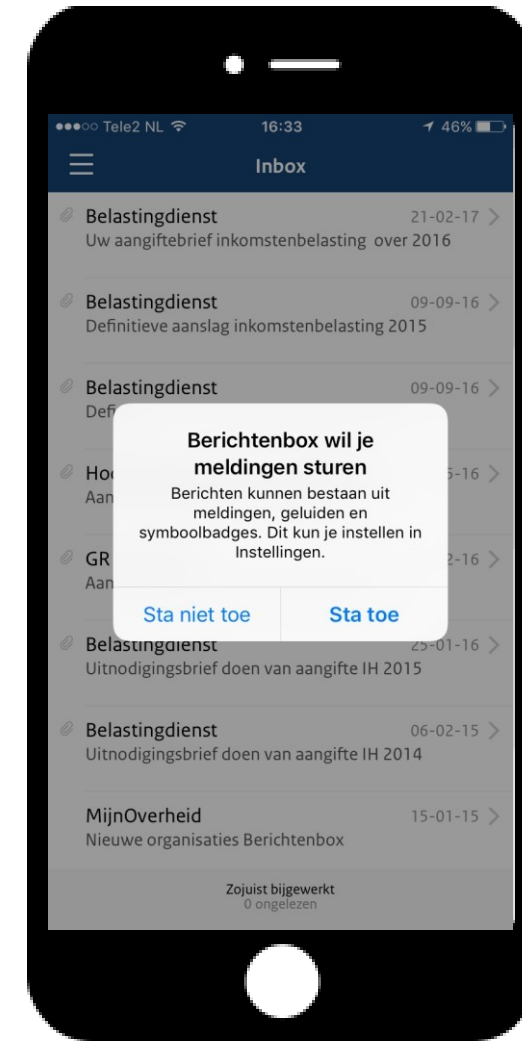 Tele2 NL 16:33 46%
Inbox
Belastingdienst 21-02-17
Uw aangiftebrief inkomstenbelasting over 2016
Belastingdienst 09-09-16
Definitieve aanslag inkomstenbelasting 2015
Belastingdienst 09-09-16
Berichtenbox wil je
meldingen sturen
Berichten kunnen bestaan uit
meldingen, geluiden en
symboolbadges. Dit kun je instellen in
Instellingen.
Sta niet toe Sta toe
GR
Belastingdienst 25-01-16
Uitnodigingsbrief doen van aangifte IH 2015
Belastingdienst 06-02-15
Uitnodigingsbrief doen van aangifte IH 2014
MijnOverheid 15-01-15
Nieuwe organisaties Berichtenbox
Zojuist bijgewerkt
0 ongelezen